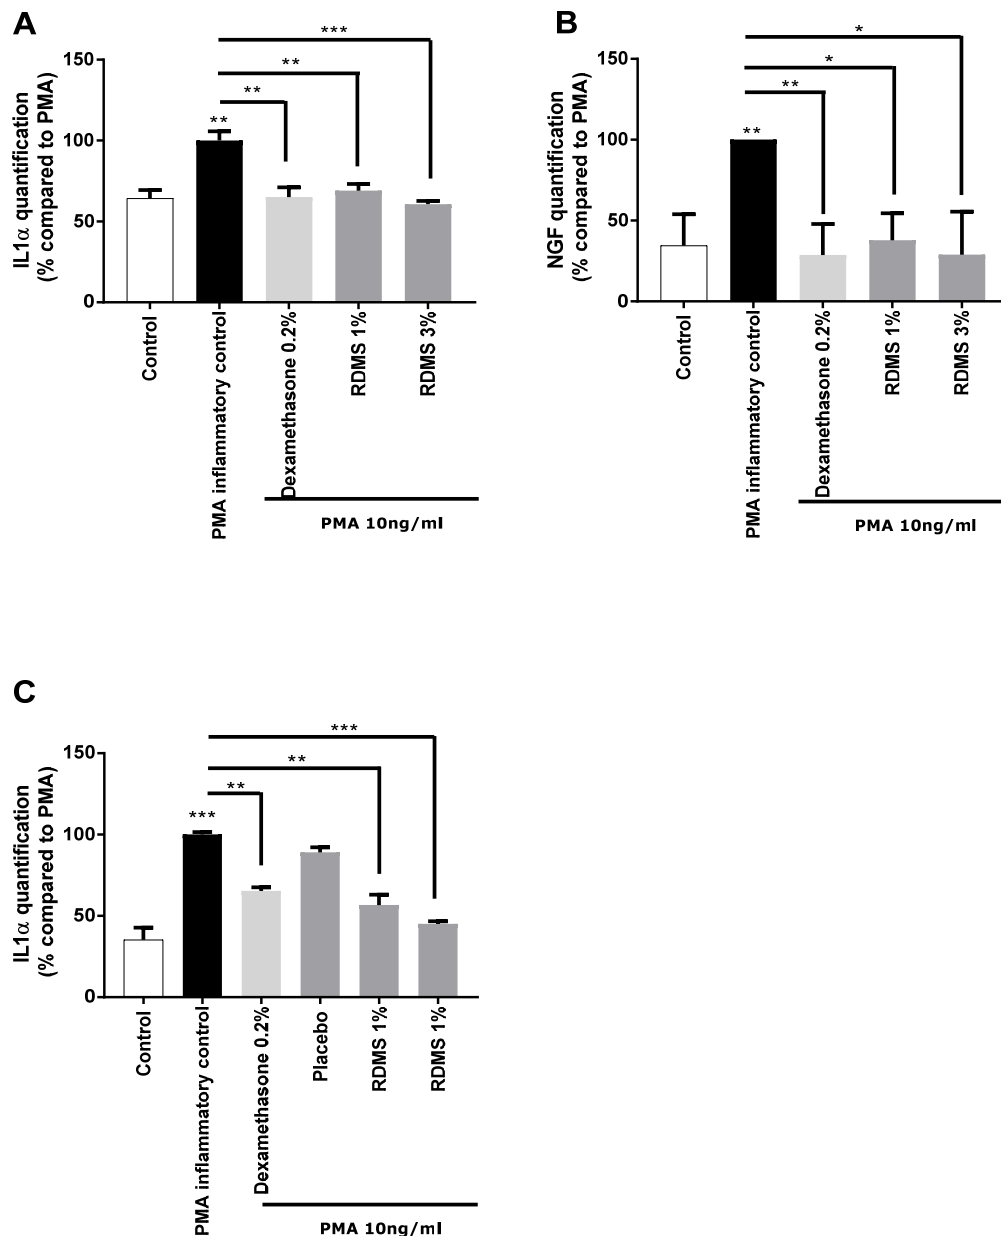 A
IL1α quantification
(% compared to PMA)
150
100
50
0
***
**
**
**
Control
PMA inflammatory control
Dexamethasone 0.2%
RDMS 1%
RDMS 3%
PMA 10ng/ml
B
NGF quantification
(% compared to PMA)
150
100
50
0
*
*
**
**
Control
PMA inflammatory control
Dexamethasone 0.2%
RDMS 1%
RDMS 3%
PMA 10ng/ml
C
IL1α quantification
(% compared to PMA)
150
100
50
0
***
**
**
***
Control
PMA inflammatory control
Dexamethasone 0.2%
Placebo
RDMS 1%
RDMS 1%
PMA 10ng/ml